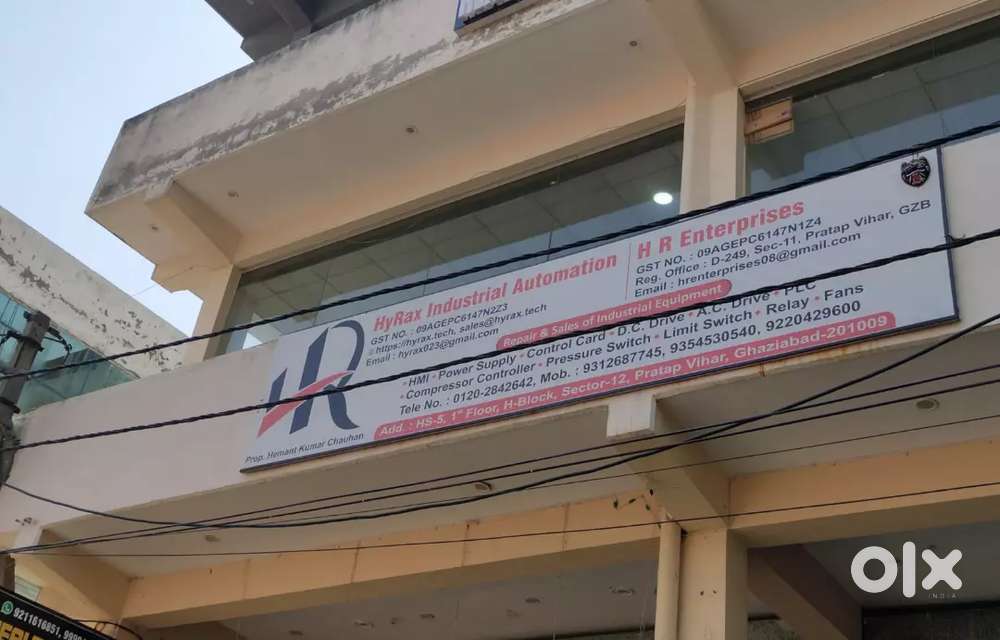 HyRax Industrial Automation
GST NO. : 09AGEPC6147N2Z3
https://hyrax.tech, sales@hyrax.tech
Email : hyrax023@gmail.com
H R Enterprises
GST NO. : 09AGEPC6147N1Z4
Reg. Office : D-249, Sec-11, Pratap Vihar, GZB
Email : hrenterprises08@gmail.com
Repair & Sales of Industrial Equipment
• HMI • Power Supply • Control Card • D.C. Drive • A.C. Drive • PLC
• Compressor Controller • Pressure Switch • Limit Switch • Relay • Fans
Tele No. : 0120-2842642, Mob. : 9312687745, 9354530540, 9220429600
Add. : HS-5, 1st Floor, H-Block, Sector-12, Pratap Vihar, Ghaziabad-201009
HR
Prop. Hemant Kumar Chauhan
9211616851,
olx
INDIA